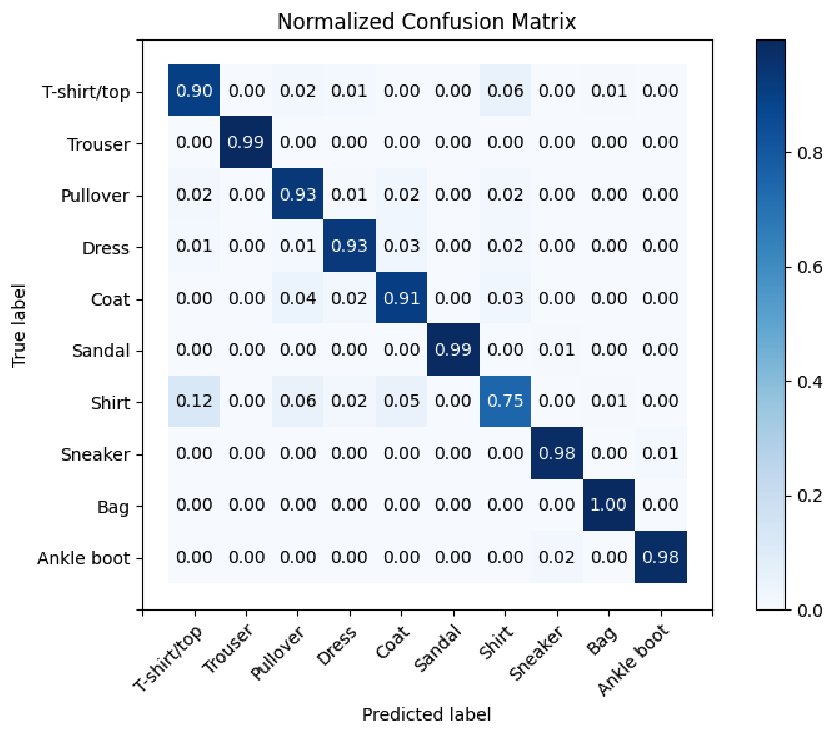 Normalized Confusion Matrix
T-shirt/top 0.90 0.00 0.02 0.01 0.00 0.00 0.06 0.00 0.01 0.00
Trouser 0.00 0.99 0.00 0.00 0.00 0.00 0.00 0.00 0.00 0.00
Pullover 0.02 0.00 0.93 0.01 0.02 0.00 0.02 0.00 0.00 0.00
Dress 0.01 0.00 0.01 0.93 0.03 0.00 0.02 0.00 0.00 0.00
Coat 0.00 0.00 0.04 0.02 0.91 0.00 0.03 0.00 0.00 0.00
Sandal 0.00 0.00 0.00 0.00 0.00 0.99 0.00 0.01 0.00 0.00
Shirt 0.12 0.00 0.06 0.02 0.05 0.00 0.75 0.00 0.01 0.00
Sneaker 0.00 0.00 0.00 0.00 0.00 0.00 0.00 0.98 0.00 0.01
Bag 0.00 0.00 0.00 0.00 0.00 0.00 0.00 0.00 1.00 0.00
Ankle boot 0.00 0.00 0.00 0.00 0.00 0.00 0.00 0.02 0.00 0.98
True label
T-shirt/top Trouser Pullover Dress Coat Sandal Shirt Sneaker Bag Ankle boot
Predicted label
0.8
0.6
0.4
0.2
0.0